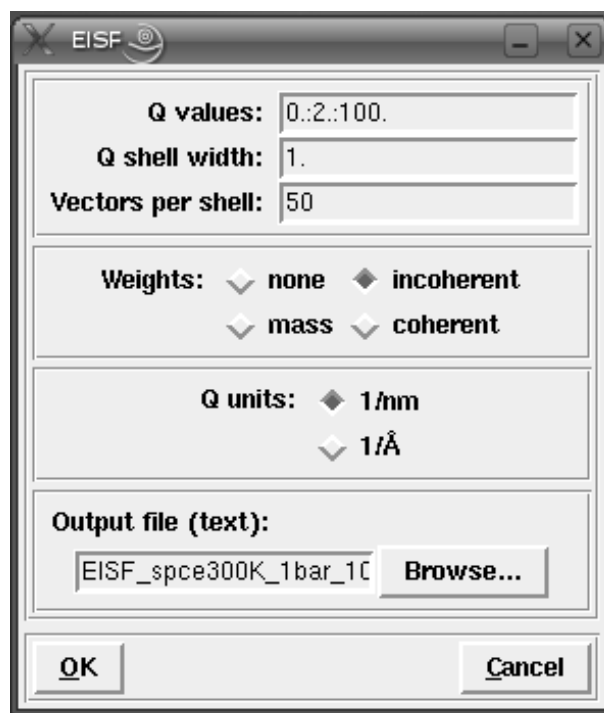 EISF
Q values: 0.:2.:100.
Q shell width: 1.
Vectors per shell: 50
Weights: none incoherent
mass coherent
Q units: 1/nm
1/Å
Output file (text):
EISF_spce300K_1bar_10 Browse...
OK Cancel